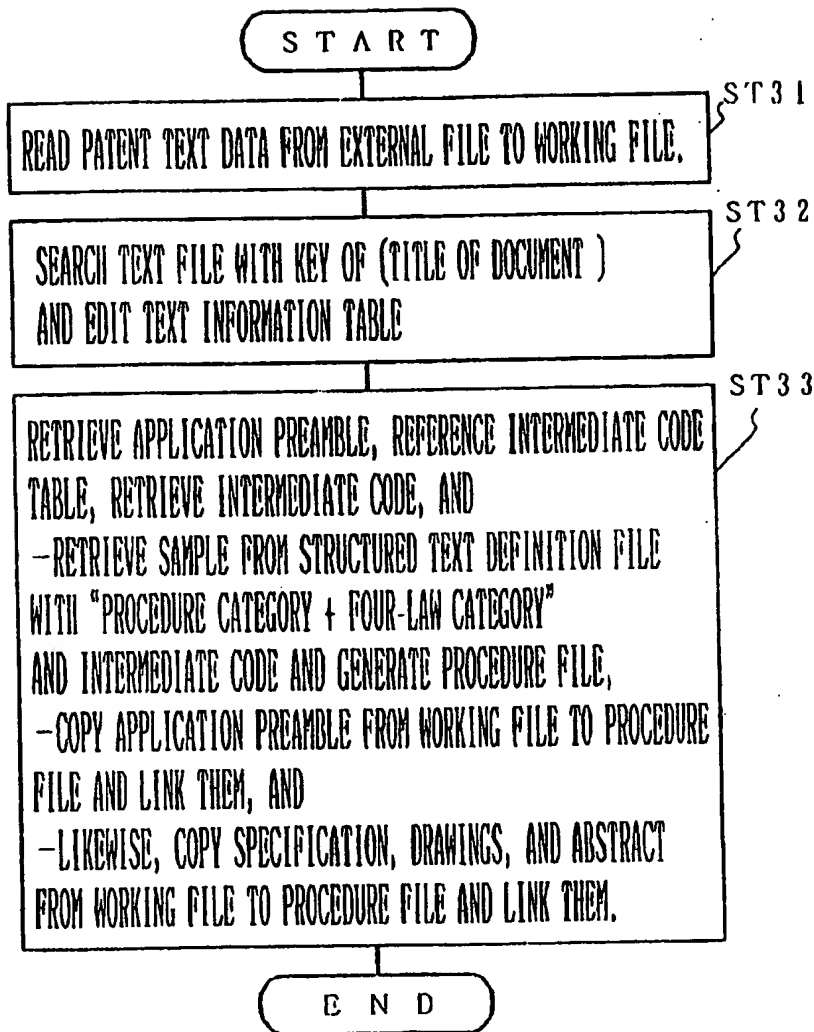 START
ST31
READ PATENT TEXT DATA FROM EXTERNAL FILE TO WORKING FILE.
ST32
SEARCH TEXT FILE WITH KEY OF (TITLE OF DOCUMENT )
AND EDIT TEXT INFORMATION TABLE
ST33
RETRIEVE APPLICATION PREAMBLE, REFERENCE INTERMEDIATE CODE
TABLE, RETRIEVE INTERMEDIATE CODE, AND
-RETRIEVE SAMPLE FROM STRUCTURED TEXT DEFINITION FILE
WITH "PROCEDURE CATEGORY + FOUR-LAW CATEGORY"
AND INTERMEDIATE CODE AND GENERATE PROCEDURE FILE,
-COPY APPLICATION PREAMBLE FROM WORKING FILE TO PROCEDURE
FILE AND LINK THEM, AND
-LIKEWISE, COPY SPECIFICATION, DRAWINGS, AND ABSTRACT
FROM WORKING FILE TO PROCEDURE FILE AND LINK THEM.
END